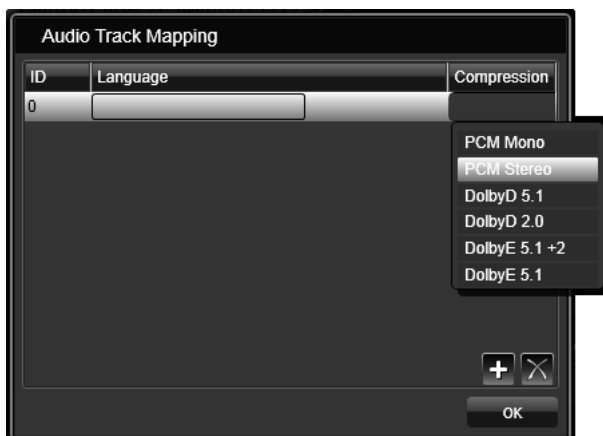 Audio Track Mapping
ID Language Compression
0
PCM Mono
PCM Stereo
DolbyD 5.1
DolbyD 2.0
DolbyE 5.1 +2
DolbyE 5.1
OK